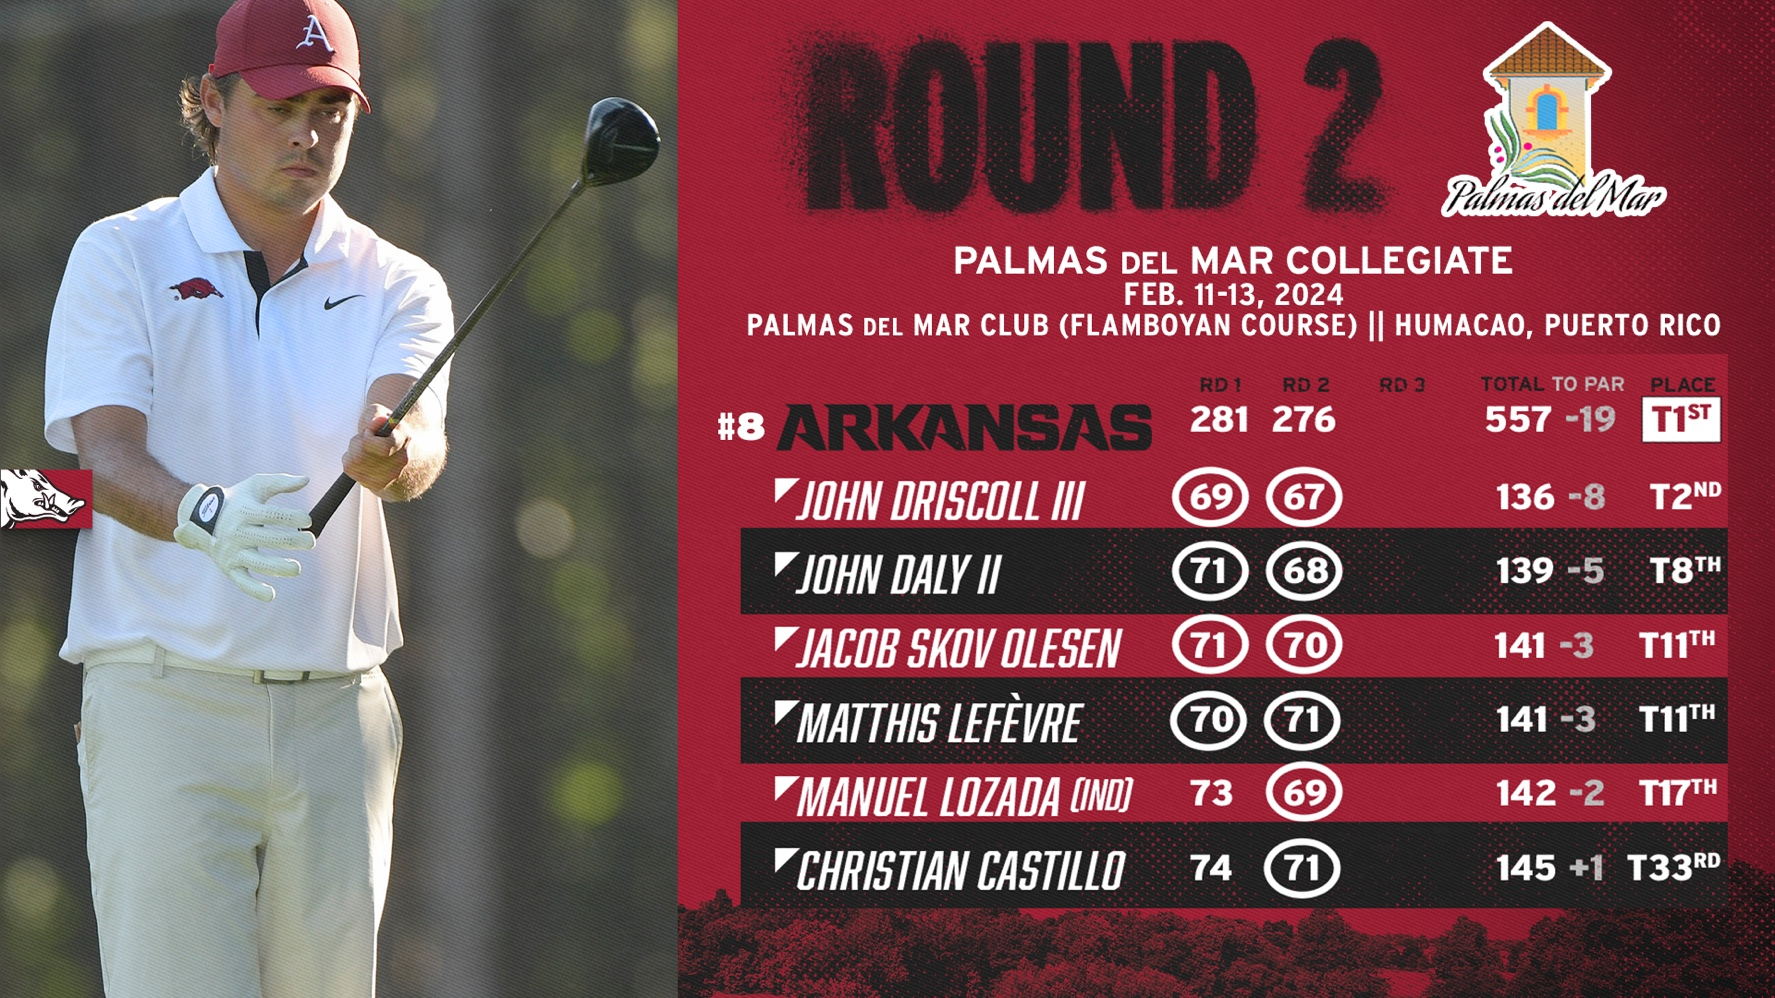 A
ROUND 2
Palmas del Mar
PALMAS DEL MAR COLLEGIATE
FEB. 11-13, 2024
PALMAS DEL MAR CLUB (FLAMBOYAN COURSE) || HUMACAO, PUERTO RICO
RD 1 RD 2 RD 3 TOTAL TO PAR PLACE
#8 ARKANSAS 281 276 557 -19 T1ST
JOHN DRISCOLL III 69 67 136 -8 T2ND
JOHN DALY II 71 68 139 -5 T8TH
JACOB SKOV OLESEN 71 70 141 -3 T11TH
MATTHIS LEFÈVRE 70 71 141 -3 T11TH
MANUEL LOZADA (IND) 73 69 142 -2 T17TH
CHRISTIAN CASTILLO 74 71 145 +1 T33RD